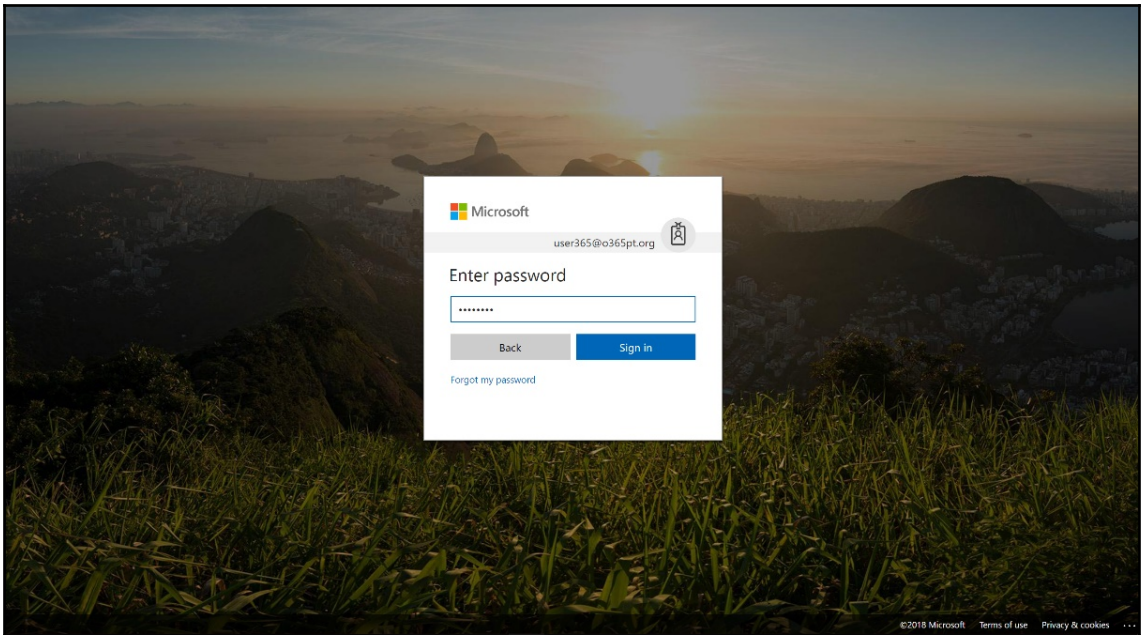 Microsoft
user365@o365pt.org
Enter password
••••••••
Back Sign in
Forgot my password
©2018 Microsoft Terms of use Privacy & cookies ...